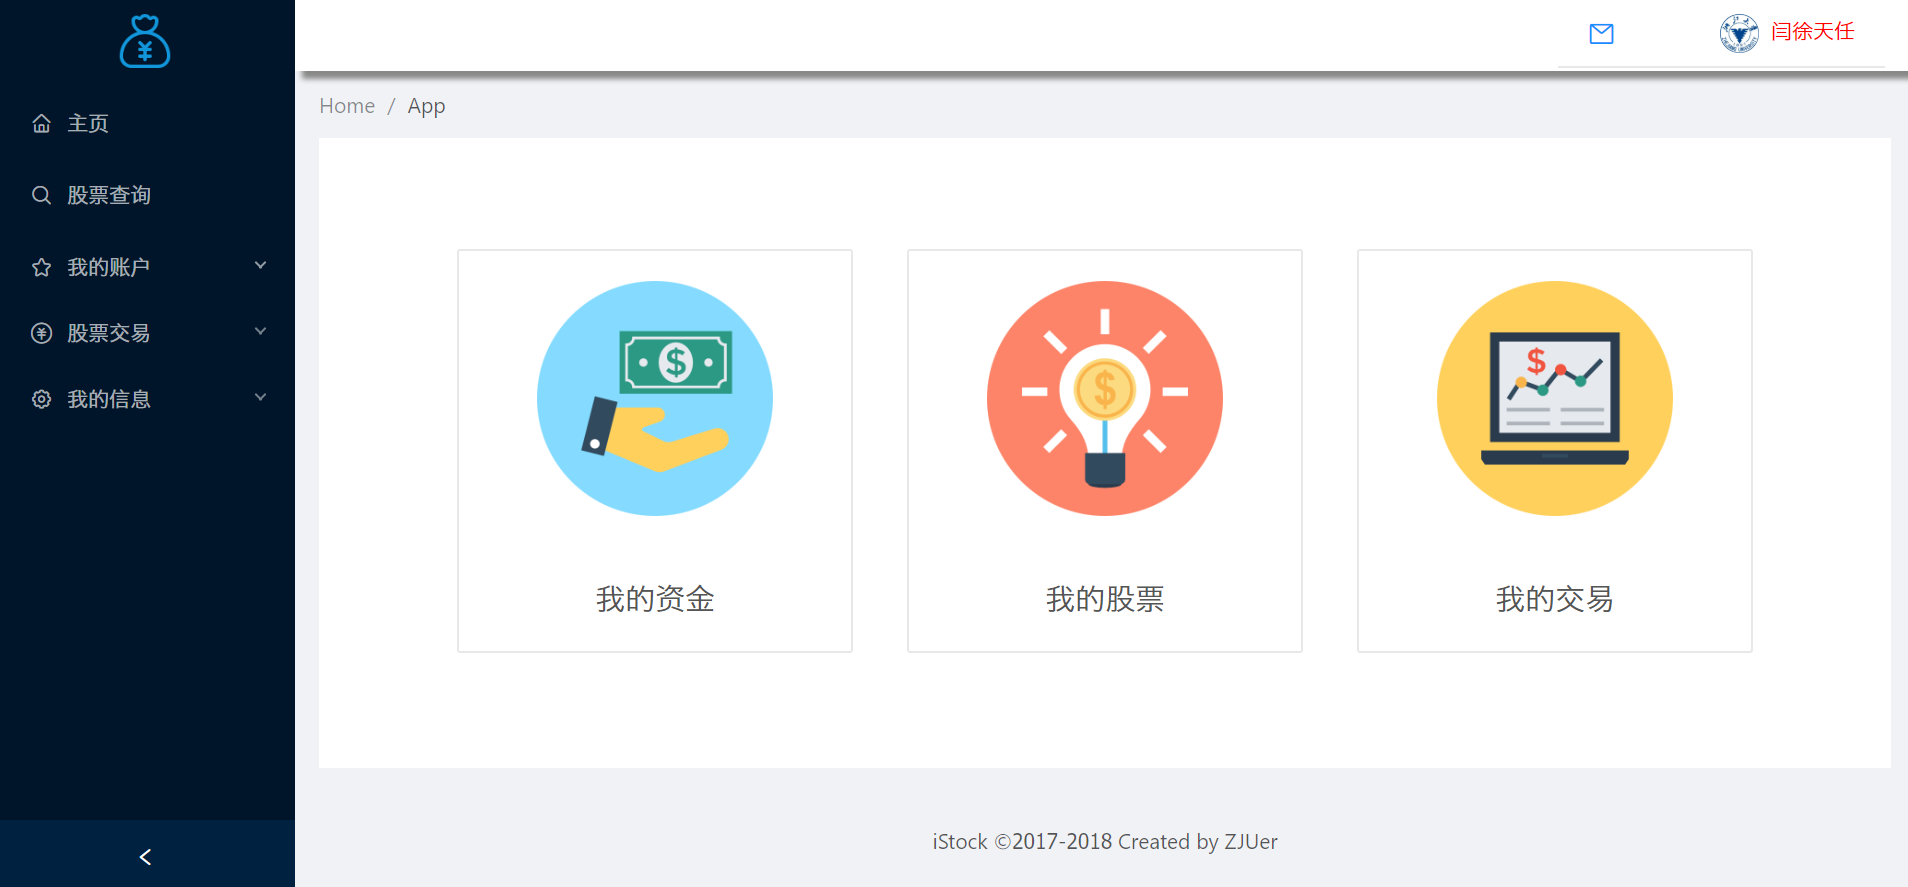 闫徐天任
主页
股票查询
我的账户
股票交易
我的信息
Home / App
我的资金
我的股票
我的交易
iStock ©2017-2018 Created by ZJUer